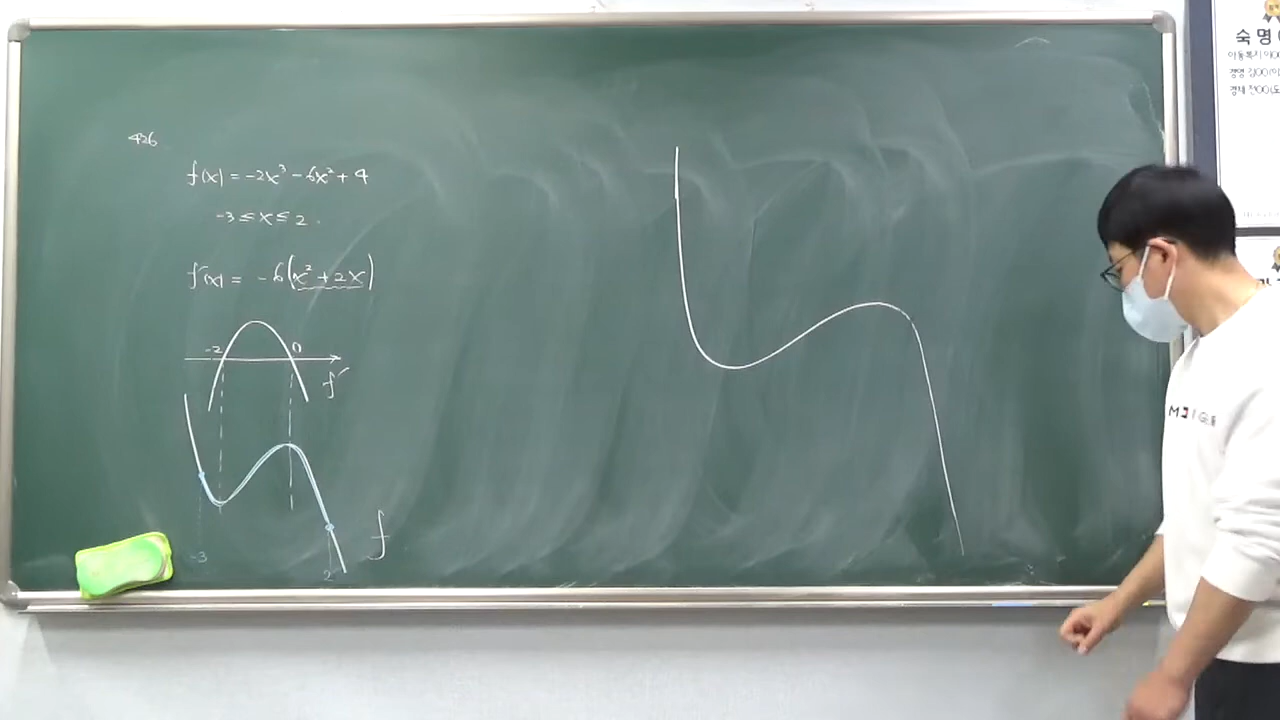 426
f(x) = -2x³ - 6x² + 4
-3 ≤ x ≤ 2.
f'(x) = -6(x² + 2x)
-2 0
f'
f
-3
2
숙명